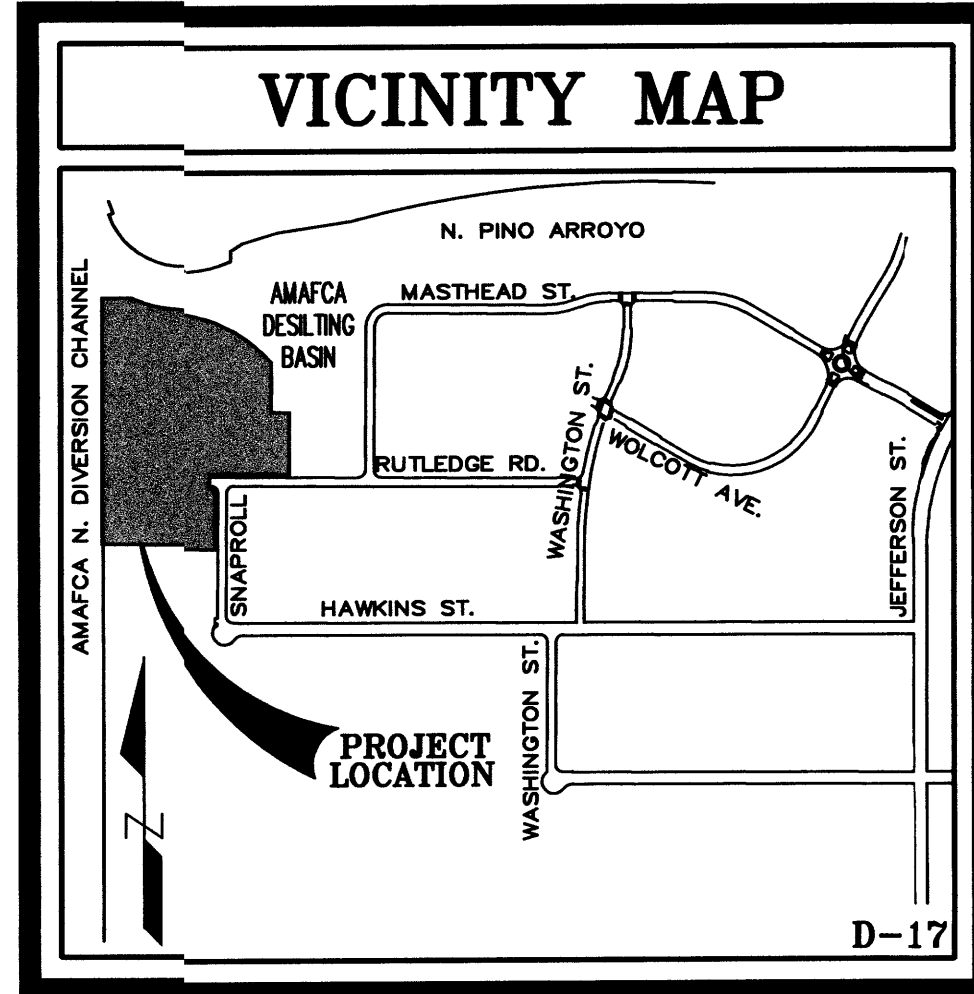 VICINITY MAP
N. PINO ARROYO
AMAFCA N. DIVERSION CHANNEL
AMAFCA
DESILTING
BASIN
MASTHEAD ST.
WASHINGTON ST.
WOLCOTT AVE.
RUTLEDGE RD.
JEFFERSON ST.
SNAPROLL
HAWKINS ST.
WASHINGTON ST.
PROJECT
LOCATION
N
D-17